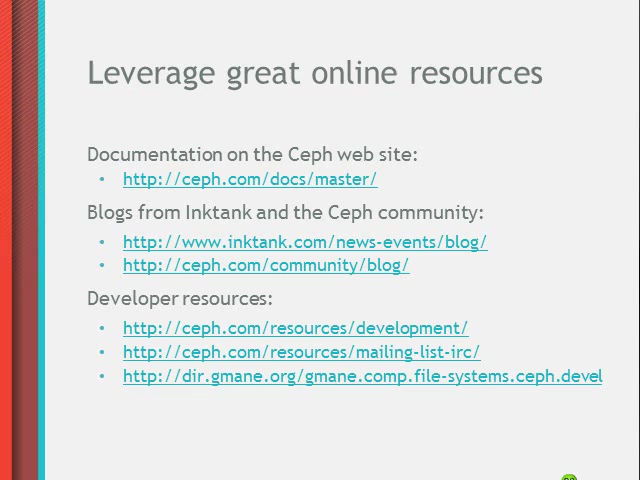 Leverage great online resources
Documentation on the Ceph web site:
• http://ceph.com/docs/master/
Blogs from Inktank and the Ceph community:
• http://www.inktank.com/news-events/blog/
• http://ceph.com/community/blog/
Developer resources:
• http://ceph.com/resources/development/
• http://ceph.com/resources/mailing-list-irc/
• http://dir.gmane.org/gmane.comp.file-systems.ceph.devel